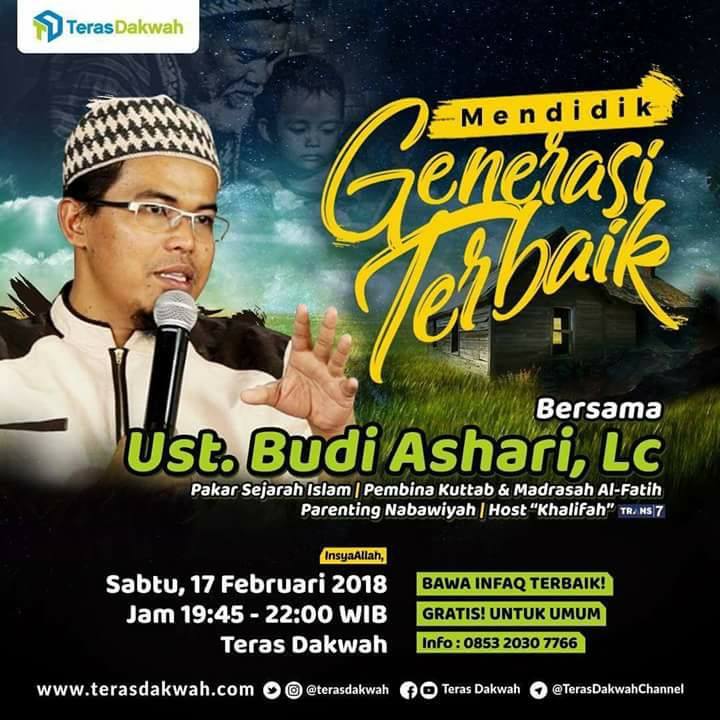 TerasDakwah
Mendidik
Generasi
Terbaik
Bersama
Ust. Budi Ashari, Lc
Pakar Sejarah Islam | Pembina Kuttab & Madrasah Al-Fatih
Parenting Nabawiyah | Host "Khalifah" TRANS|7
InsyaAllah,
Sabtu, 17 Februari 2018
Jam 19:45 - 22:00 WIB
Teras Dakwah
BAWA INFAQ TERBAIK!
GRATIS! UNTUK UMUM
Info : 0853 2030 7766
www.terasdakwah.com @terasdakwah Teras Dakwah @TerasDakwahChannel